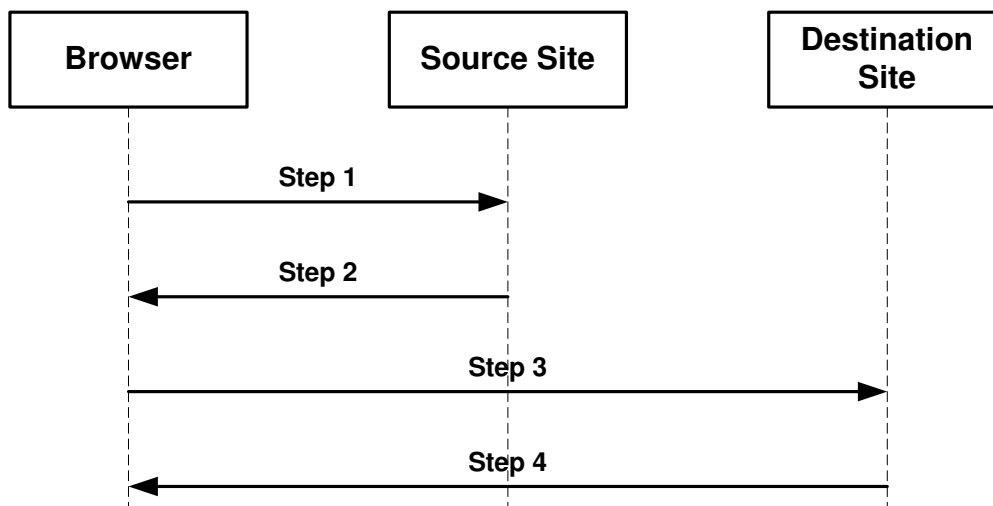 Browser
Source Site
Destination
Site
Step 1
Step 2
Step 3
Step 4